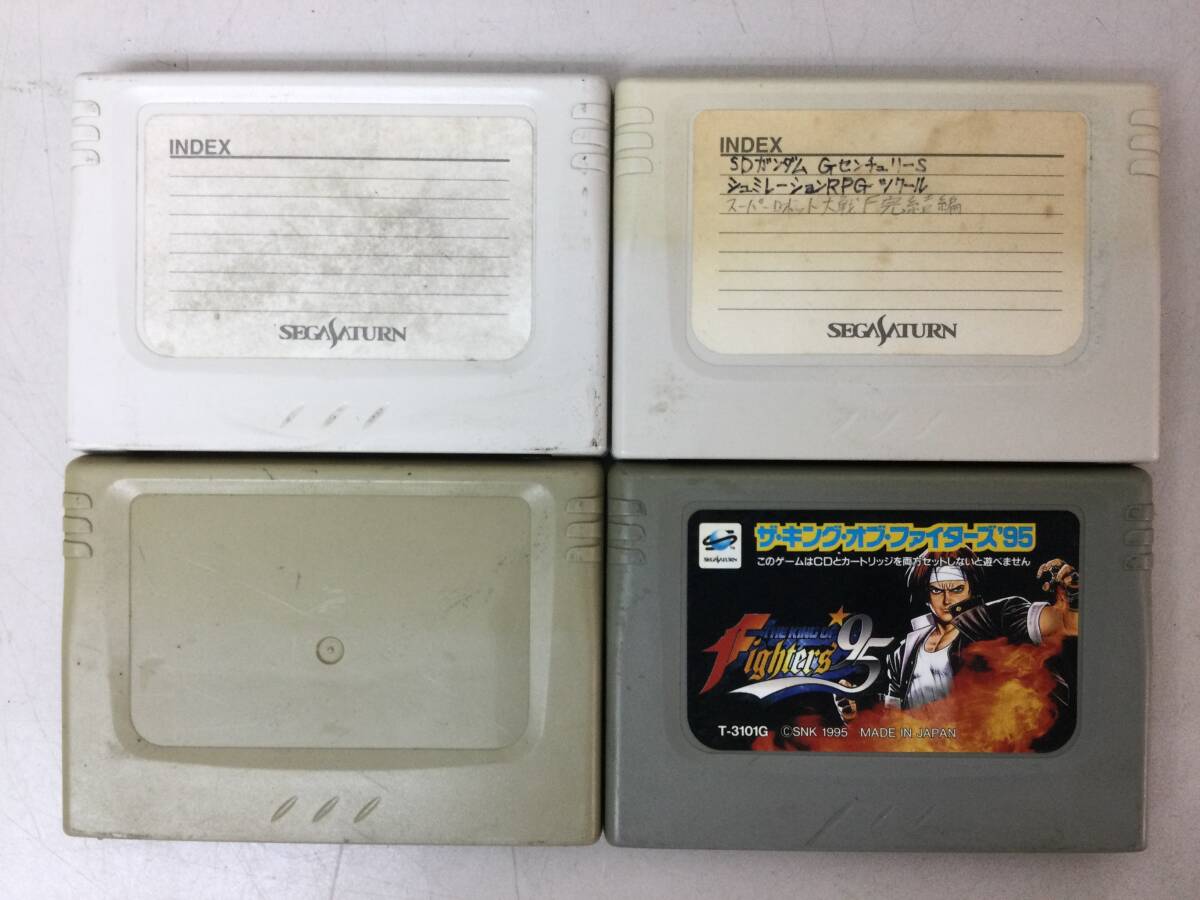 INDEX
SEGASATURN
INDEX
SDガンダム GセンチュリーS
シュミレーションRPG ツクール
スーパーロボット大戦F完結編
SEGASATURN
SEGASATURN
TM
ザ・キング・オブ・ファイターズ'95
このゲームはCDとカートリッジを両方セットしないと遊べません
THE KING OF
Fighters '95
T-3101G ©SNK 1995 MADE IN JAPAN